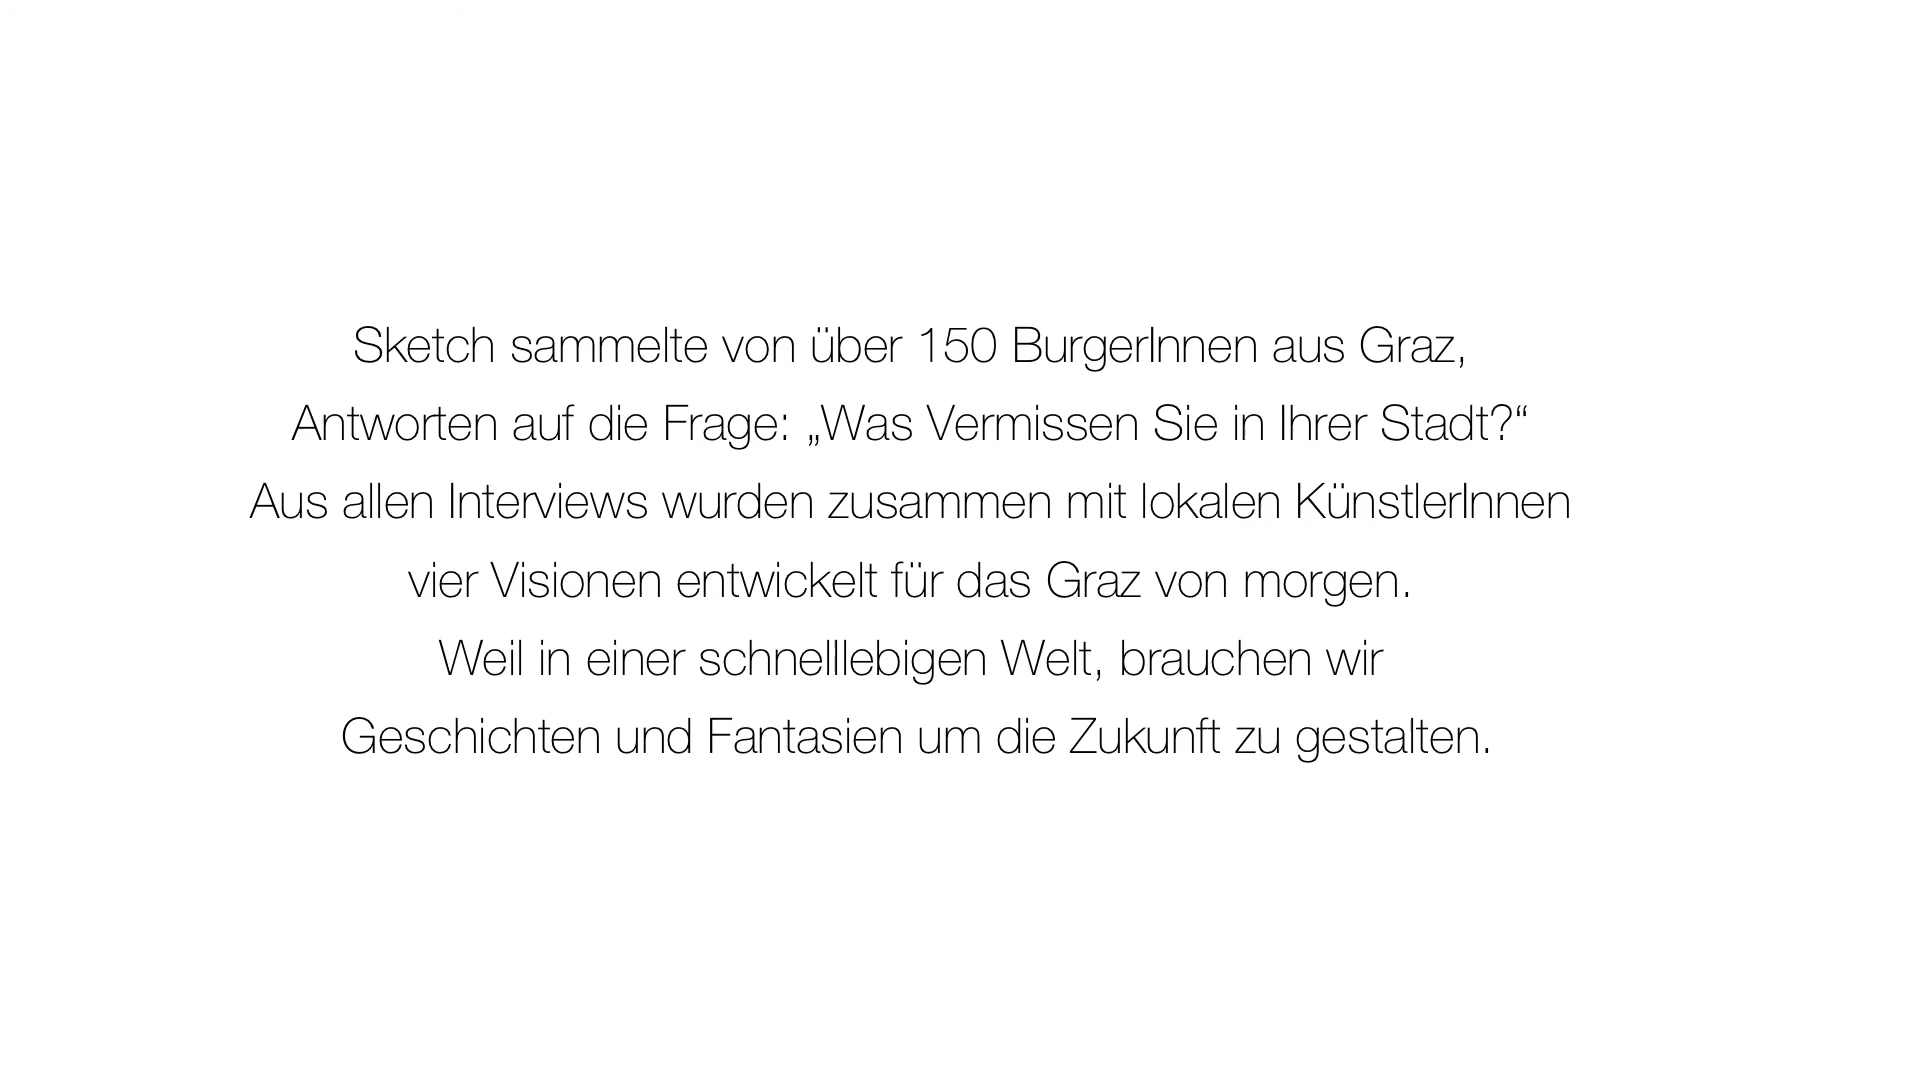 Sketch sammelte von über 150 BurgerInnen aus Graz,
Antworten auf die Frage: „Was Vermissen Sie in Ihrer Stadt?“
Aus allen Interviews wurden zusammen mit lokalen KünstlerInnen
vier Visionen entwickelt für das Graz von morgen.
Weil in einer schnelllebigen Welt, brauchen wir
Geschichten und Fantasien um die Zukunft zu gestalten.